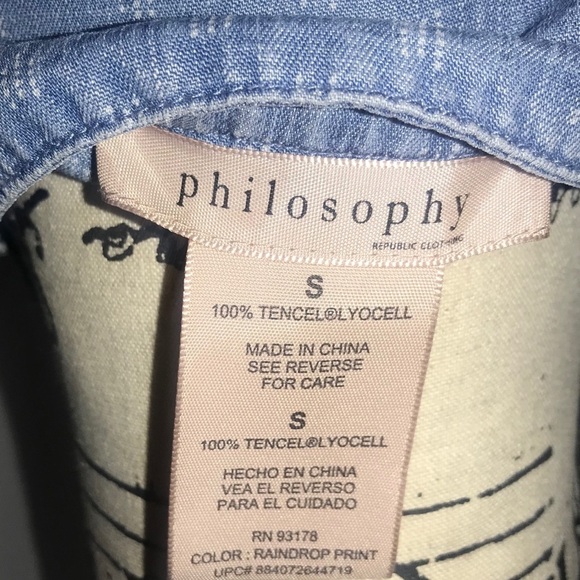 philosophy
REPUBLIC CLOTHING
S
100% TENCEL®LYOCELL
MADE IN CHINA
SEE REVERSE
FOR CARE
S
100% TENCEL®LYOCELL
HECHO EN CHINA
VEA EL REVERSO
PARA EL CUIDADO
RN 93178
COLOR : RAINDROP PRINT
UPC# 884072644719